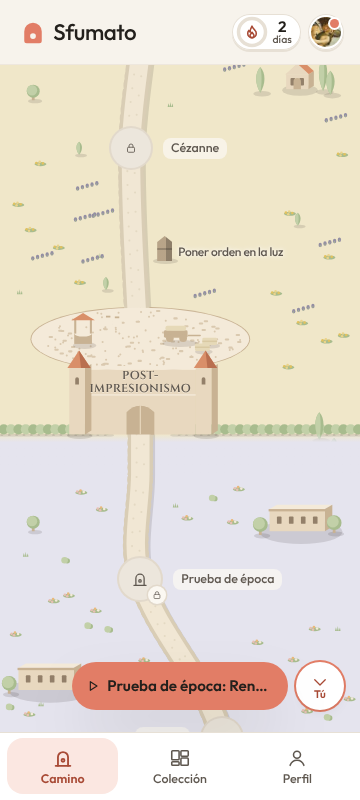 Sfumato
2
días
Cézanne
Poner orden en la luz
POST-
IMPRESIONISMO
Prueba de época
Prueba de época: Ren...
Tú
Camino
Colección
Perfil